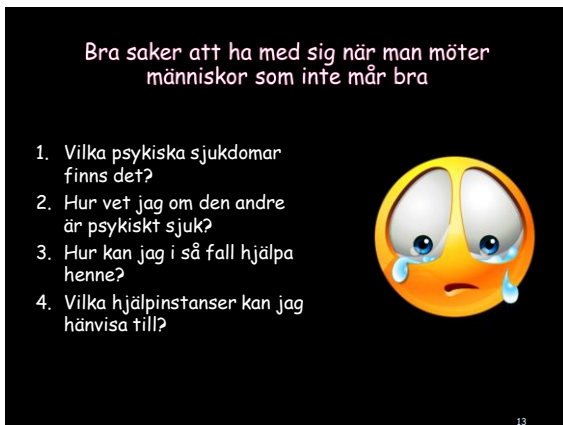 Bra saker att ha med sig när man möter
människor som inte mår bra
1. Vilka psykiska sjukdomar
finns det?
2. Hur vet jag om den andre
är psykiskt sjuk?
3. Hur kan jag i så fall hjälpa
henne?
4. Vilka hjälpinstanser kan jag
hänvisa till?
13